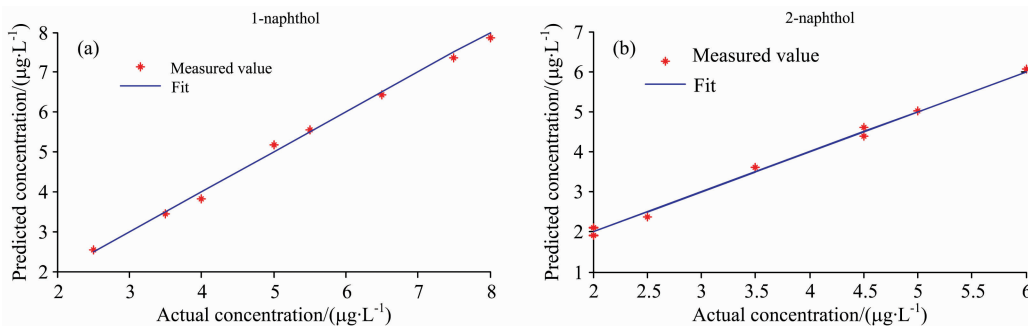 1-naphthol
(a)
Measured value
Fit
Predicted concentration/(μg·L⁻¹)
8
7
6
5
4
3
2
2
3
4
5
6
7
8
Actual concentration/(μg·L⁻¹)
2-naphthol
(b)
Measured value
Fit
Predicted concentration/(μg·L⁻¹)
7
6
5
4
3
2
1
2
2.5
3
3.5
4
4.5
5
5.5
6
Actual concentration/(μg·L⁻¹)